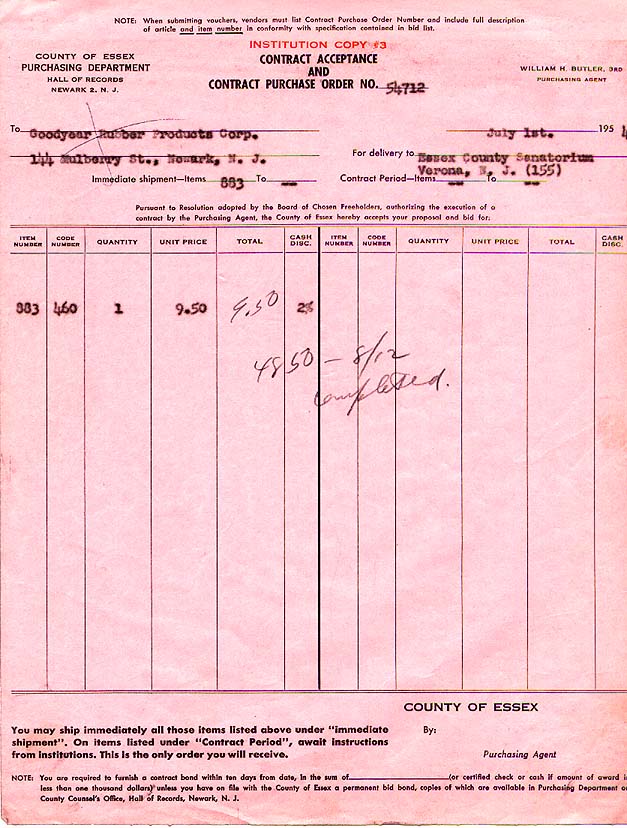 NOTE: When submitting vouchers, vendors must list Contract Purchase Order Number and include full description
of article and item number in conformity with specification contained in bid list.
INSTITUTION COPY #3
COUNTY OF ESSEX
PURCHASING DEPARTMENT
HALL OF RECORDS
NEWARK 2, N. J.
CONTRACT ACCEPTANCE
AND
CONTRACT PURCHASE ORDER NO. 54712
WILLIAM H. BUTLER, 3RD
PURCHASING AGENT
To Goodyear Rubber Products Corp.
July 1st. 195
144 Mulberry St., Newark, N. J.
For delivery to Essex County Sanatorium
Verona, N. J. (155)
Immediate shipment—Items 883 To --
Contract Period—Items -- To --
Pursuant to Resolution adopted by the Board of Chosen Freeholders, authorizing the execution of a
contract by the Purchasing Agent, the County of Essex hereby accepts your proposal and bid for:
ITEM NUMBER CODE NUMBER QUANTITY UNIT PRICE TOTAL CASH DISC. ITEM NUMBER CODE NUMBER QUANTITY UNIT PRICE TOTAL CASH DISC.
883 460 1 9.50 9.50 2%
4850 – 8/12
completed.
COUNTY OF ESSEX
You may ship immediately all those items listed above under "immediate
shipment". On items listed under "Contract Period", await instructions
from institutions. This is the only order you will receive.
By:
Purchasing Agent
NOTE: You are required to furnish a contract bond within ten days from date, in the sum of (or certified check or cash if amount of award i
less than one thousand dollars) unless you have on file with the County of Essex a permanent bid bond, copies of which are available in Purchasing Department o
County Counsel's Office, Hall of Records, Newark, N. J.